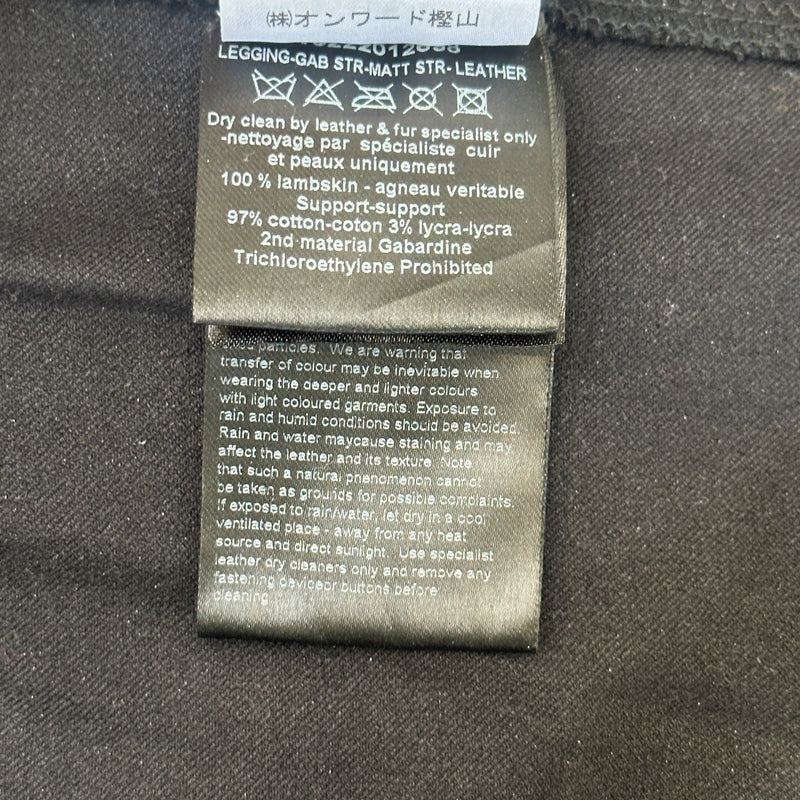 ㈱オンワード樫山
LEGGING-GAB STR-MATT STR- LEATHER
Dry clean by leather & fur specialist only
-nettoyage par spécialiste cuir
et peaux uniquement
100 % lambskin - agneau veritable
Support-support
97% cotton-coton 3% lycra-lycra
2nd material Gabardine
Trichloroethylene Prohibited
particles. We are warning that
transfer of colour may be inevitable when
wearing the deeper and lighter colours
with light coloured garments. Exposure to
rain and humid conditions should be avoided.
Rain and water maycause staining and may
affect the leather and its texture. Note
that such a natural phenomenon cannot
be taken as grounds for possible complaints.
If exposed to rain/water, let dry in a cool
ventilated place - away from any heat
source and direct sunlight. Use specialist
leather dry cleaners only and remove any
fastening deviceor buttons before
cleaning